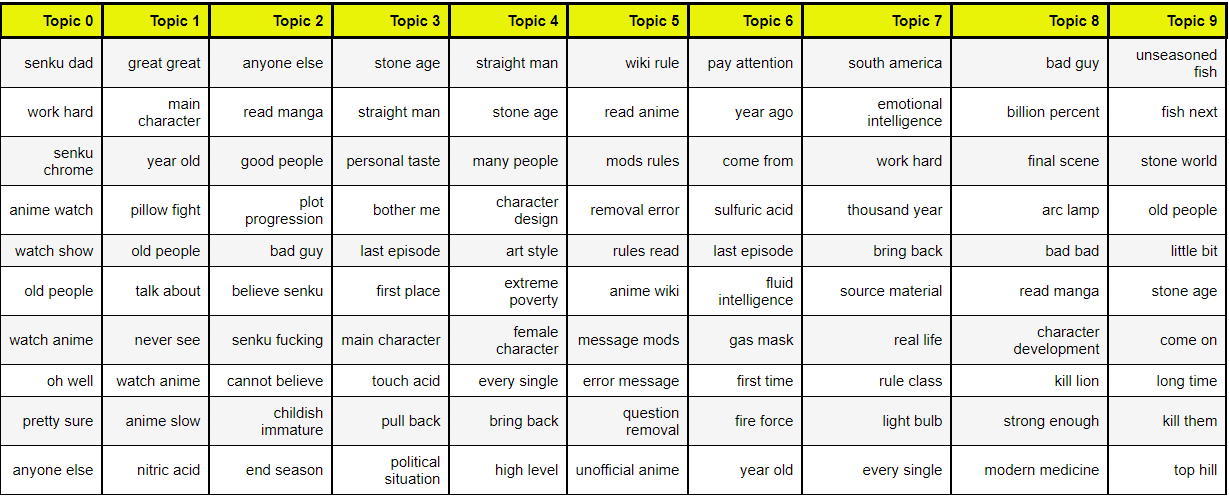 Topic 0 Topic 1 Topic 2 Topic 3 Topic 4 Topic 5 Topic 6 Topic 7 Topic 8 Topic 9
senku dad great great anyone else stone age straight man wiki rule pay attention south america bad guy unseasoned fish
work hard main character read manga straight man stone age read anime year ago emotional intelligence billion percent fish next
senku chrome year old good people personal taste many people mods rules come from work hard final scene stone world
anime watch pillow fight plot progression bother me character design removal error sulfuric acid thousand year arc lamp old people
watch show old people bad guy last episode art style rules read last episode bring back bad bad little bit
old people talk about believe senku first place extreme poverty anime wiki fluid intelligence source material read manga stone age
watch anime never see senku fucking main character female character message mods gas mask real life character development come on
oh well watch anime cannot believe touch acid every single error message first time rule class kill lion long time
pretty sure anime slow childish immature pull back bring back question removal fire force light bulb strong enough kill them
anyone else nitric acid end season political situation high level unofficial anime year old every single modern medicine top hill